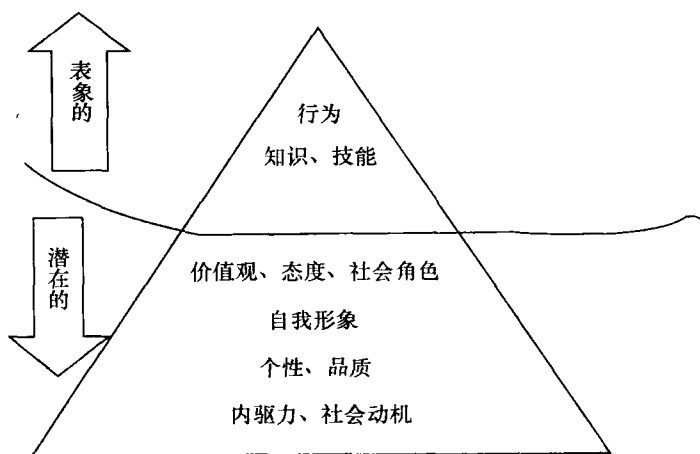 表象的
行为
知识、技能
潜在的
价值观、态度、社会角色
自我形象
个性、品质
内驱力、社会动机